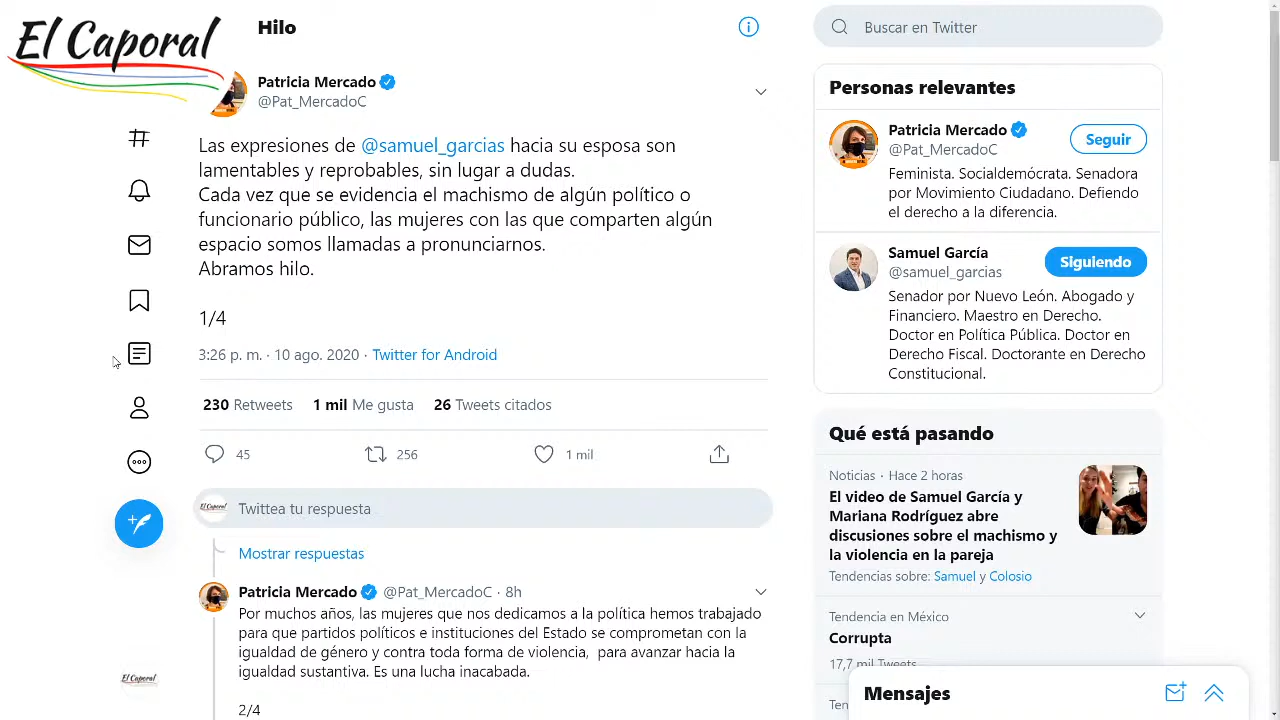 El Caporal
Hilo
Patricia Mercado
@Pat_MercadoC
Las expresiones de @samuel_garcias hacia su esposa son
lamentables y reprobables, sin lugar a dudas.
Cada vez que se evidencia el machismo de algún político o
funcionario público, las mujeres con las que comparten algún
espacio somos llamadas a pronunciarnos.
Abramos hilo.
1/4
3:26 p. m. · 10 ago. 2020 · Twitter for Android
230 Retweets 1 mil Me gusta 26 Tweets citados
45 256 1 mil
El Caporal
Twittea tu respuesta
Mostrar respuestas
Patricia Mercado @Pat_MercadoC · 8h
Por muchos años, las mujeres que nos dedicamos a la política hemos trabajado
para que partidos políticos e instituciones del Estado se comprometan con la
igualdad de género y contra toda forma de violencia, para avanzar hacia la
igualdad sustantiva. Es una lucha inacabada.
2/4
El Caporal
Buscar en Twitter
Personas relevantes
Patricia Mercado
@Pat_MercadoC
Seguir
Feminista. Socialdemócrata. Senadora
por Movimiento Ciudadano. Defiendo
el derecho a la diferencia.
Samuel García
@samuel_garcias
Siguiendo
Senador por Nuevo León. Abogado y
Financiero. Maestro en Derecho.
Doctor en Política Pública. Doctor en
Derecho Fiscal. Doctorante en Derecho
Constitucional.
Qué está pasando
Noticias · Hace 2 horas
El video de Samuel García y
Mariana Rodríguez abre
discusiones sobre el machismo y
la violencia en la pareja
Tendencias sobre: Samuel y Colosio
Tendencia en México
Corrupta
17,7 mil Tweets
Ten
Mensajes